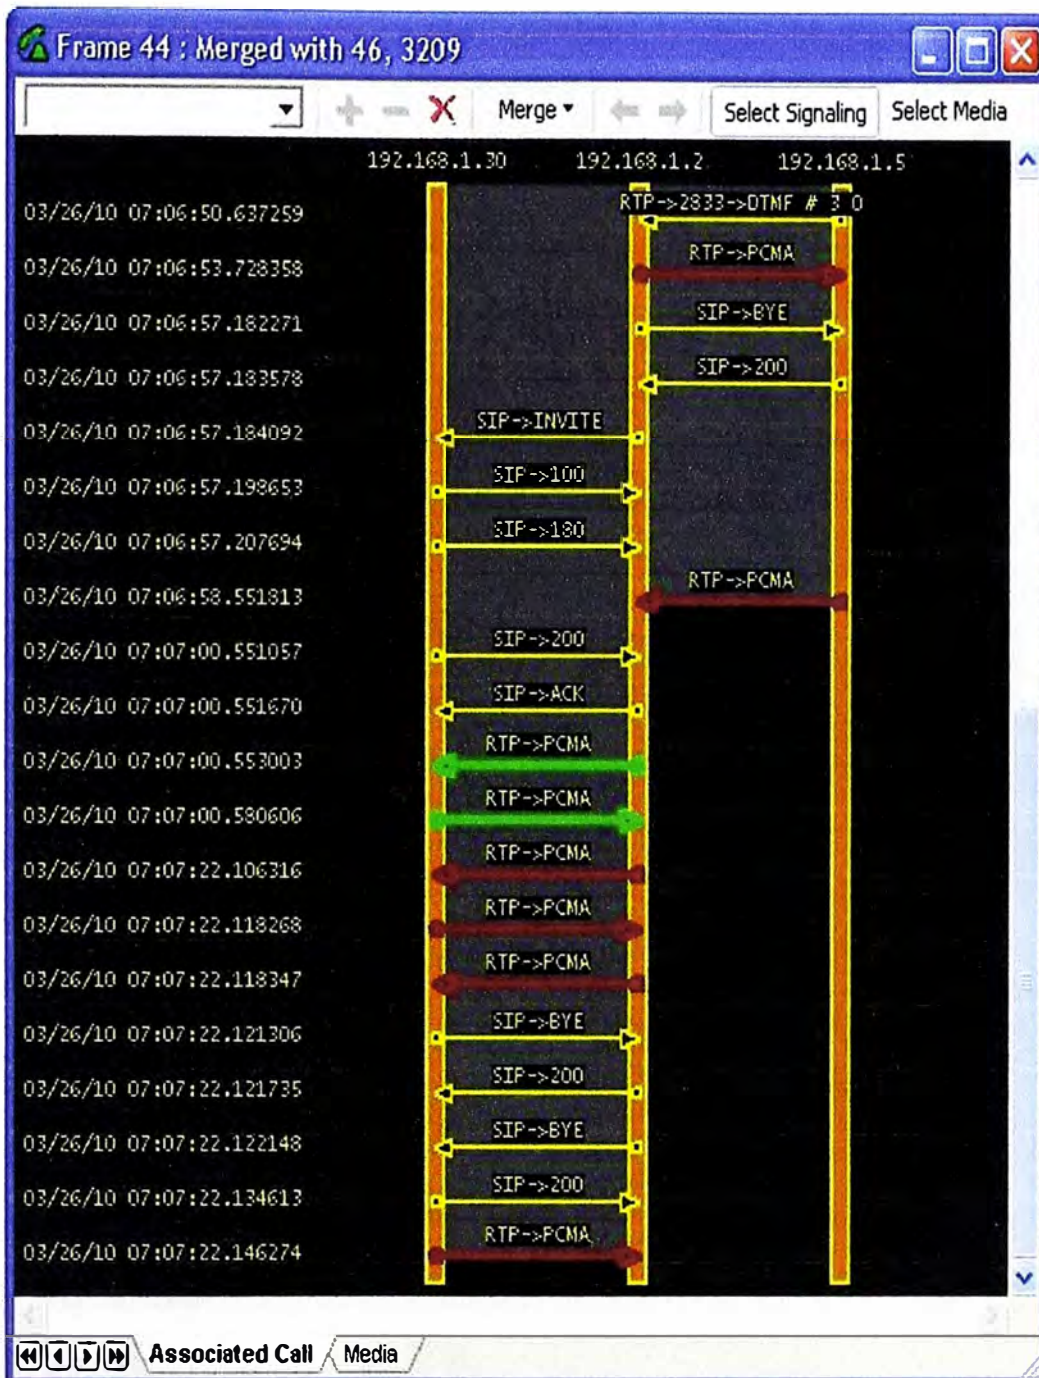 Frame 44 : Merged with 46, 3209
Merge Select Signaling Select Media
192.168.1.30 192.168.1.2 192.168.1.5
03/26/10 07:06:50.637259 RTP->2833->DTMF # 3 0
03/26/10 07:06:53.728358 RTP->PCMA
03/26/10 07:06:57.182271 SIP->BYE
03/26/10 07:06:57.183578 SIP->200
03/26/10 07:06:57.184092 SIP->INVITE
03/26/10 07:06:57.198653 SIP->100
03/26/10 07:06:57.207694 SIP->180
03/26/10 07:06:58.551813 RTP->PCMA
03/26/10 07:07:00.551057 SIP->200
03/26/10 07:07:00.551670 SIP->ACK
03/26/10 07:07:00.553003 RTP->PCMA
03/26/10 07:07:00.580606 RTP->PCMA
03/26/10 07:07:22.106316 RTP->PCMA
03/26/10 07:07:22.118268 RTP->PCMA
03/26/10 07:07:22.118347 RTP->PCMA
03/26/10 07:07:22.121306 SIP->BYE
03/26/10 07:07:22.121735 SIP->200
03/26/10 07:07:22.122148 SIP->BYE
03/26/10 07:07:22.134613 SIP->200
03/26/10 07:07:22.146274 RTP->PCMA
Associated Call Media